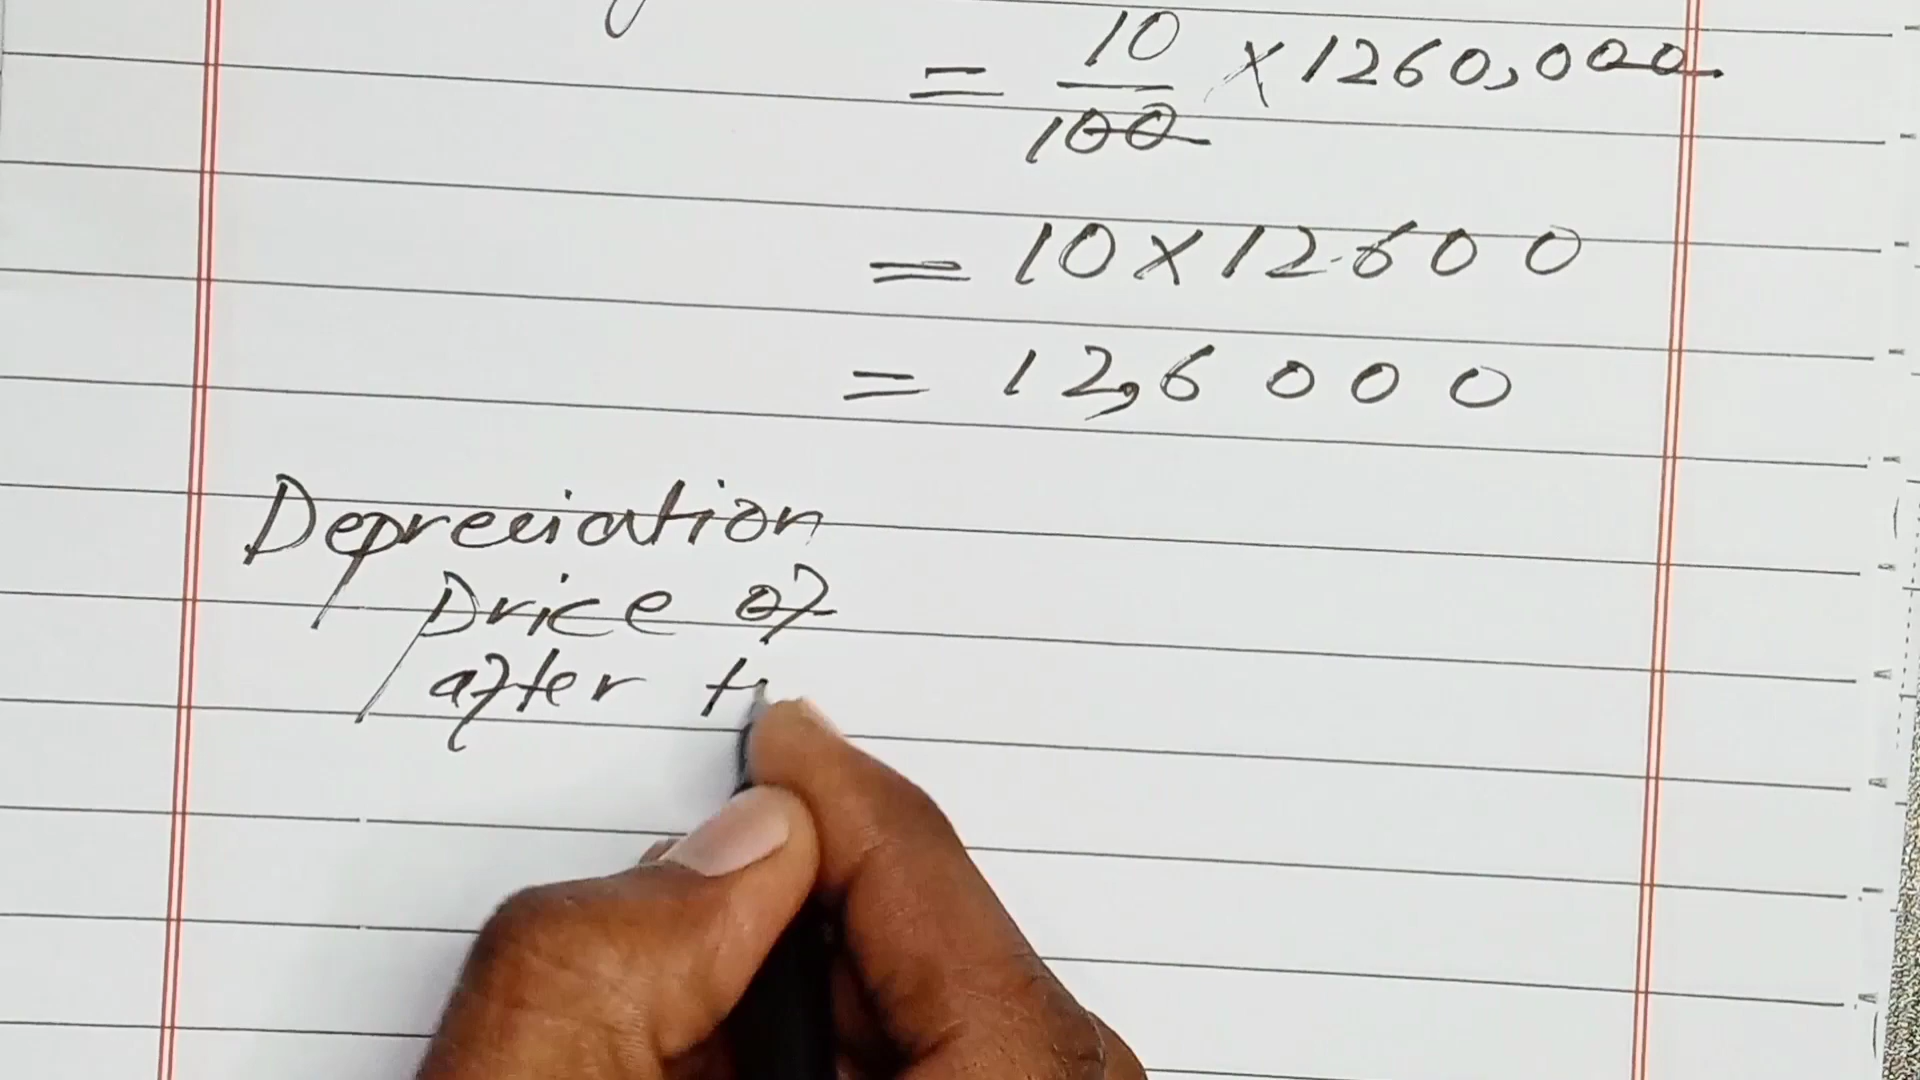 = 10/100 × 1260,000
= 10 × 12600
= 12,6000
Depreciation
Price of
after